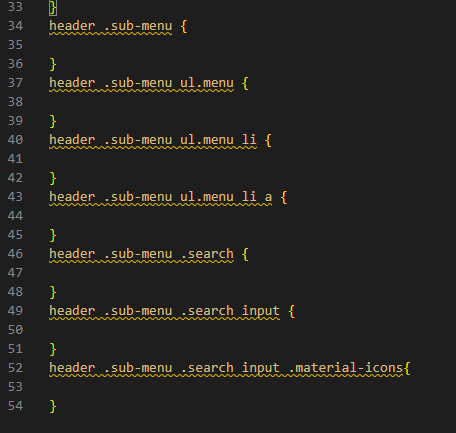 33 }
34 header .sub-menu {
35
36 }
37 header .sub-menu ul.menu {
38
39 }
40 header .sub-menu ul.menu li {
41
42 }
43 header .sub-menu ul.menu li a {
44
45 }
46 header .sub-menu .search {
47
48 }
49 header .sub-menu .search input {
50
51 }
52 header .sub-menu .search input .material-icons{
53
54 }